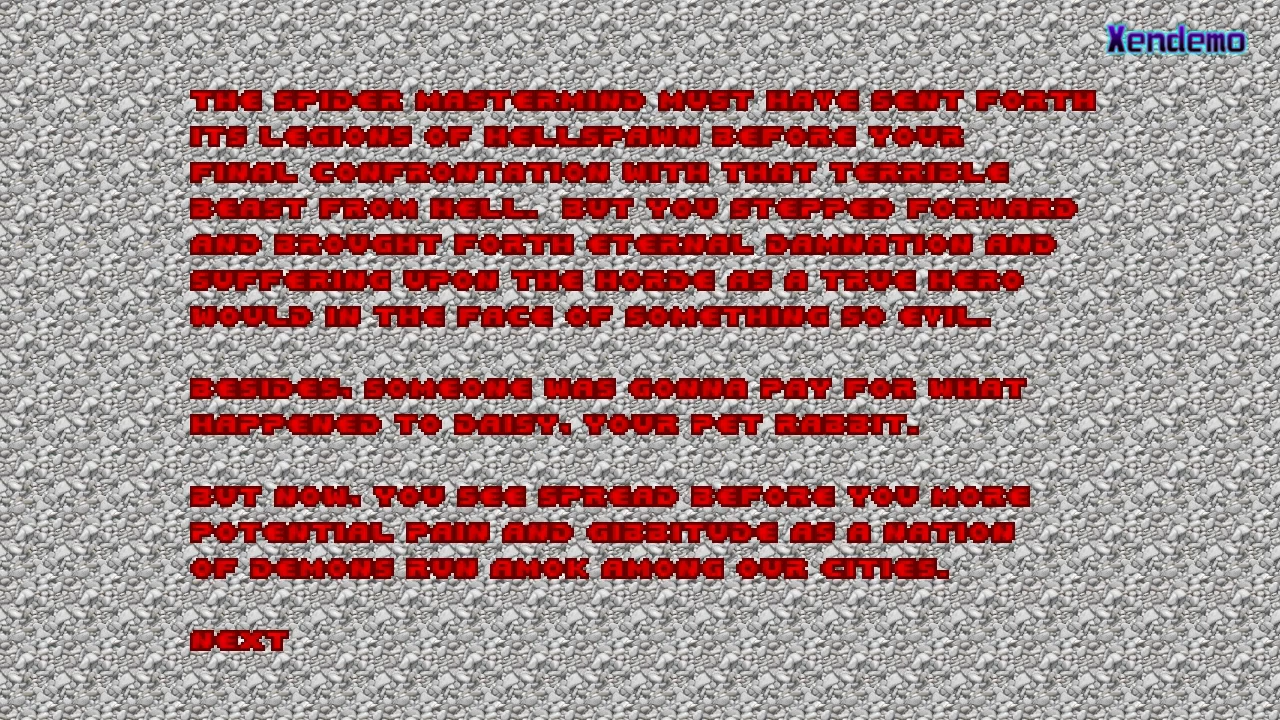 Xendemo
THE SPIDER MASTERMIND MUST HAVE SENT FORTH
ITS LEGIONS OF HELLSPAWN BEFORE YOUR
FINAL CONFRONTATION WITH THAT TERRIBLE
BEAST FROM HELL. BUT YOU STEPPED FORWARD
AND BROUGHT FORTH ETERNAL DAMNATION AND
SUFFERING UPON THE HORDE AS A TRUE HERO
WOULD IN THE FACE OF SOMETHING SO EVIL.
BESIDES, SOMEONE WAS GONNA PAY FOR WHAT
HAPPENED TO DAISY, YOUR PET RABBIT.
BUT NOW, YOU SEE SPREAD BEFORE YOU MORE
POTENTIAL PAIN AND GIBBITUDE AS A NATION
OF DEMONS RUN AMOK AMONG OUR CITIES.
NEXT